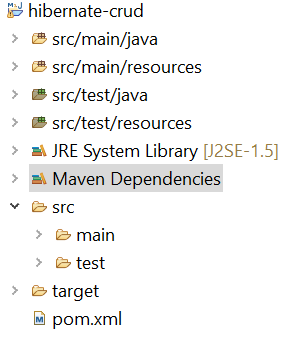 hibernate-crud
src/main/java
src/main/resources
src/test/java
src/test/resources
JRE System Library [J2SE-1.5]
Maven Dependencies
src
main
test
target
pom.xml